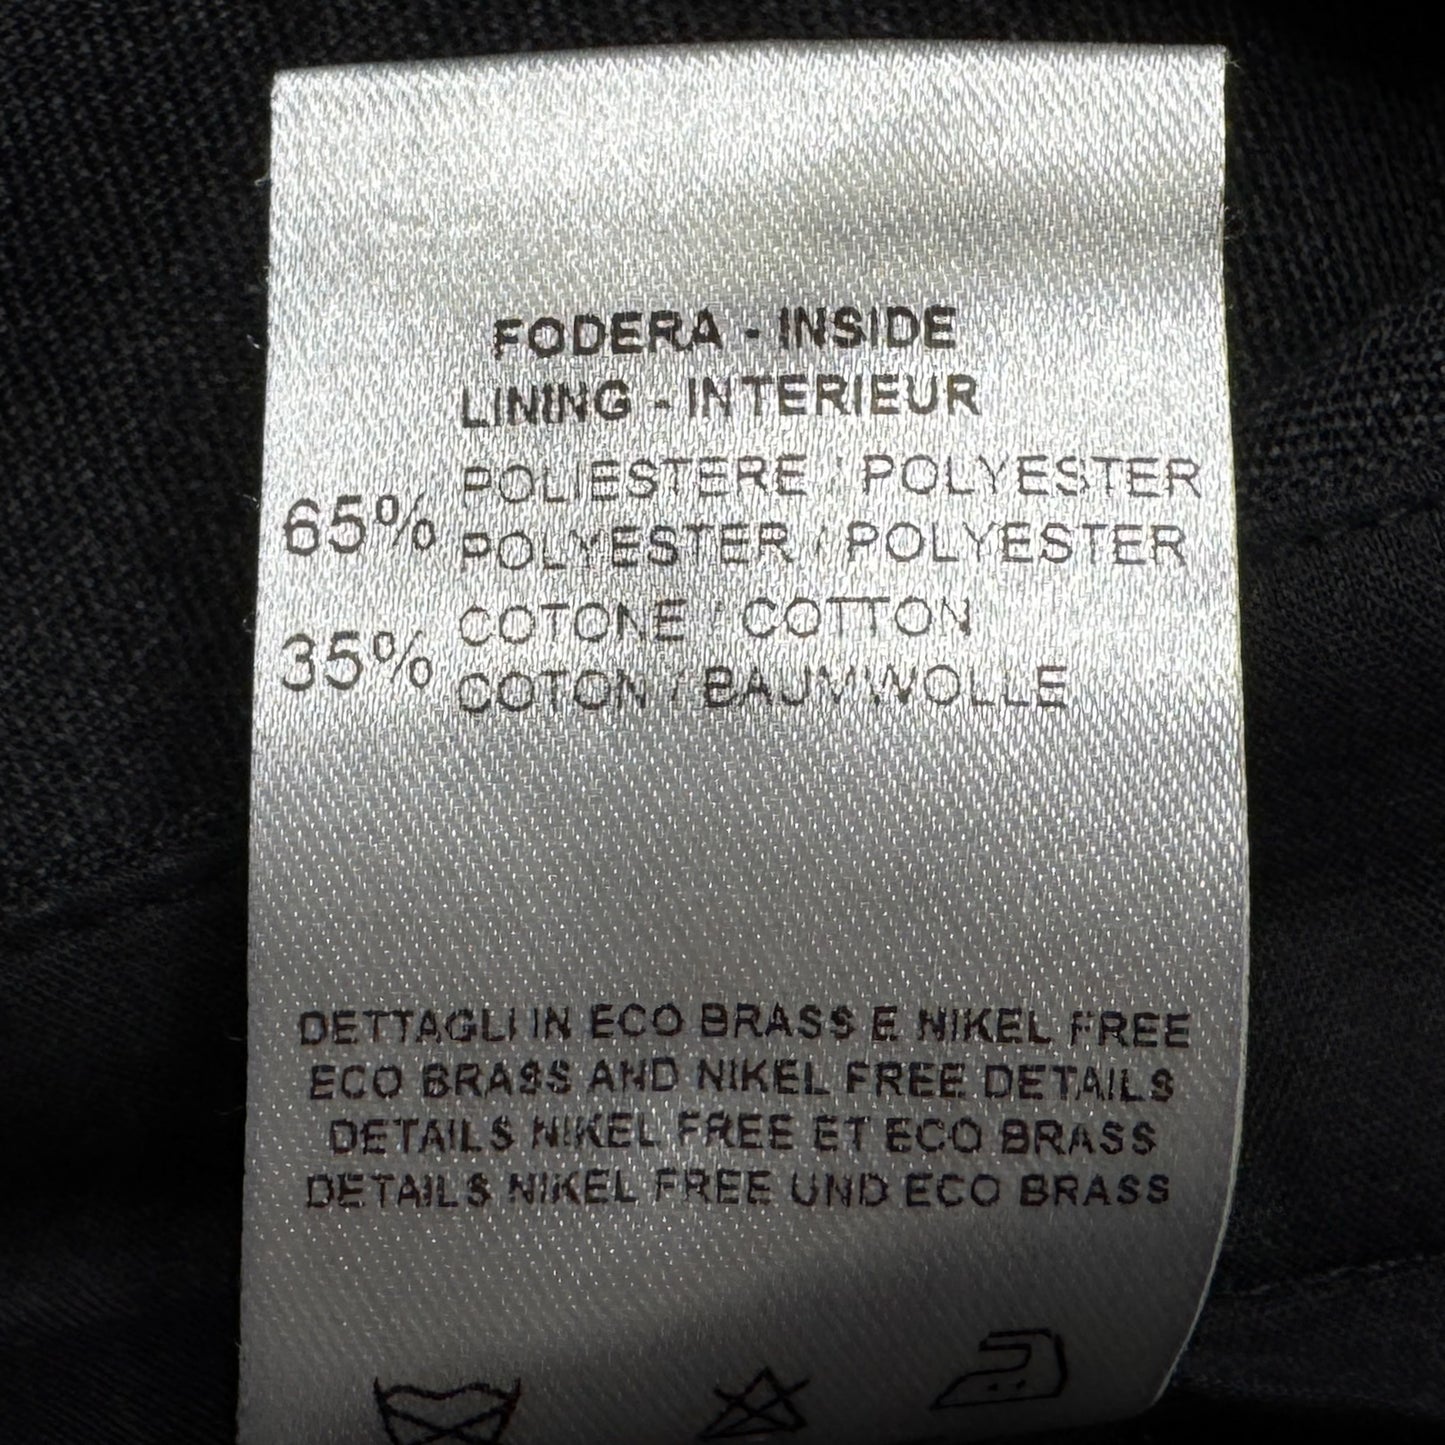 FODERA - INSIDE
LINING - INTERIEUR
65% POLIESTERE / POLYESTER
POLYESTER / POLYESTER
35% COTONE / COTTON
COTON / BAUMWOLLE
DETTAGLI IN ECO BRASS E NIKEL FREE
ECO BRASS AND NIKEL FREE DETAILS
DETAILS NIKEL FREE ET ECO BRASS
DETAILS NIKEL FREE UND ECO BRASS